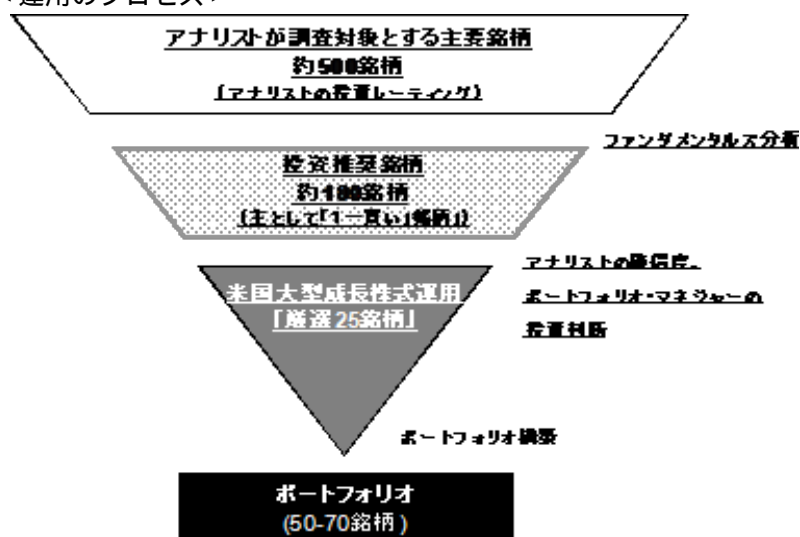 <運用のプロセス>
アナリストが調査対象とする主要銘柄
約500銘柄
(アナリストの投資レーティング)
ファンダメンタルズ分析
投資推奨銘柄
約100銘柄
(主として「1－買い」銘柄)
アナリストの確信度、
ポートフォリオ・マネジャーの
投資判断
米国大型成長株式運用
「厳選25銘柄」
ポートフォリオ構築
ポートフォリオ
(50-70銘柄)